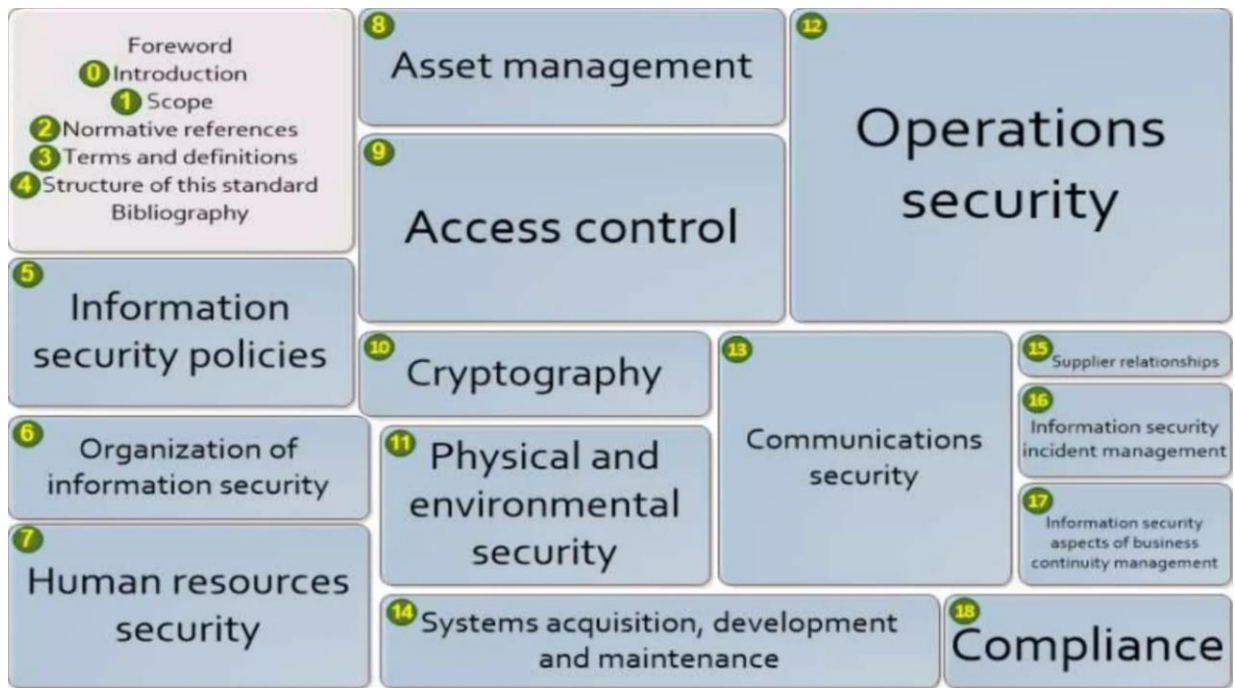 Foreword
0 Introduction
1 Scope
2 Normative references
3 Terms and definitions
4 Structure of this standard
Bibliography
5
Information
security policies
6
Organization of
information security
7
Human resources
security
8
Asset management
9
Access control
10
Cryptography
11
Physical and
environmental
security
12
Operations
security
13
Communications
security
14 Systems acquisition, development
and maintenance
15
Supplier relationships
16
Information security
incident management
17
Information security
aspects of business
continuity management
18
Compliance